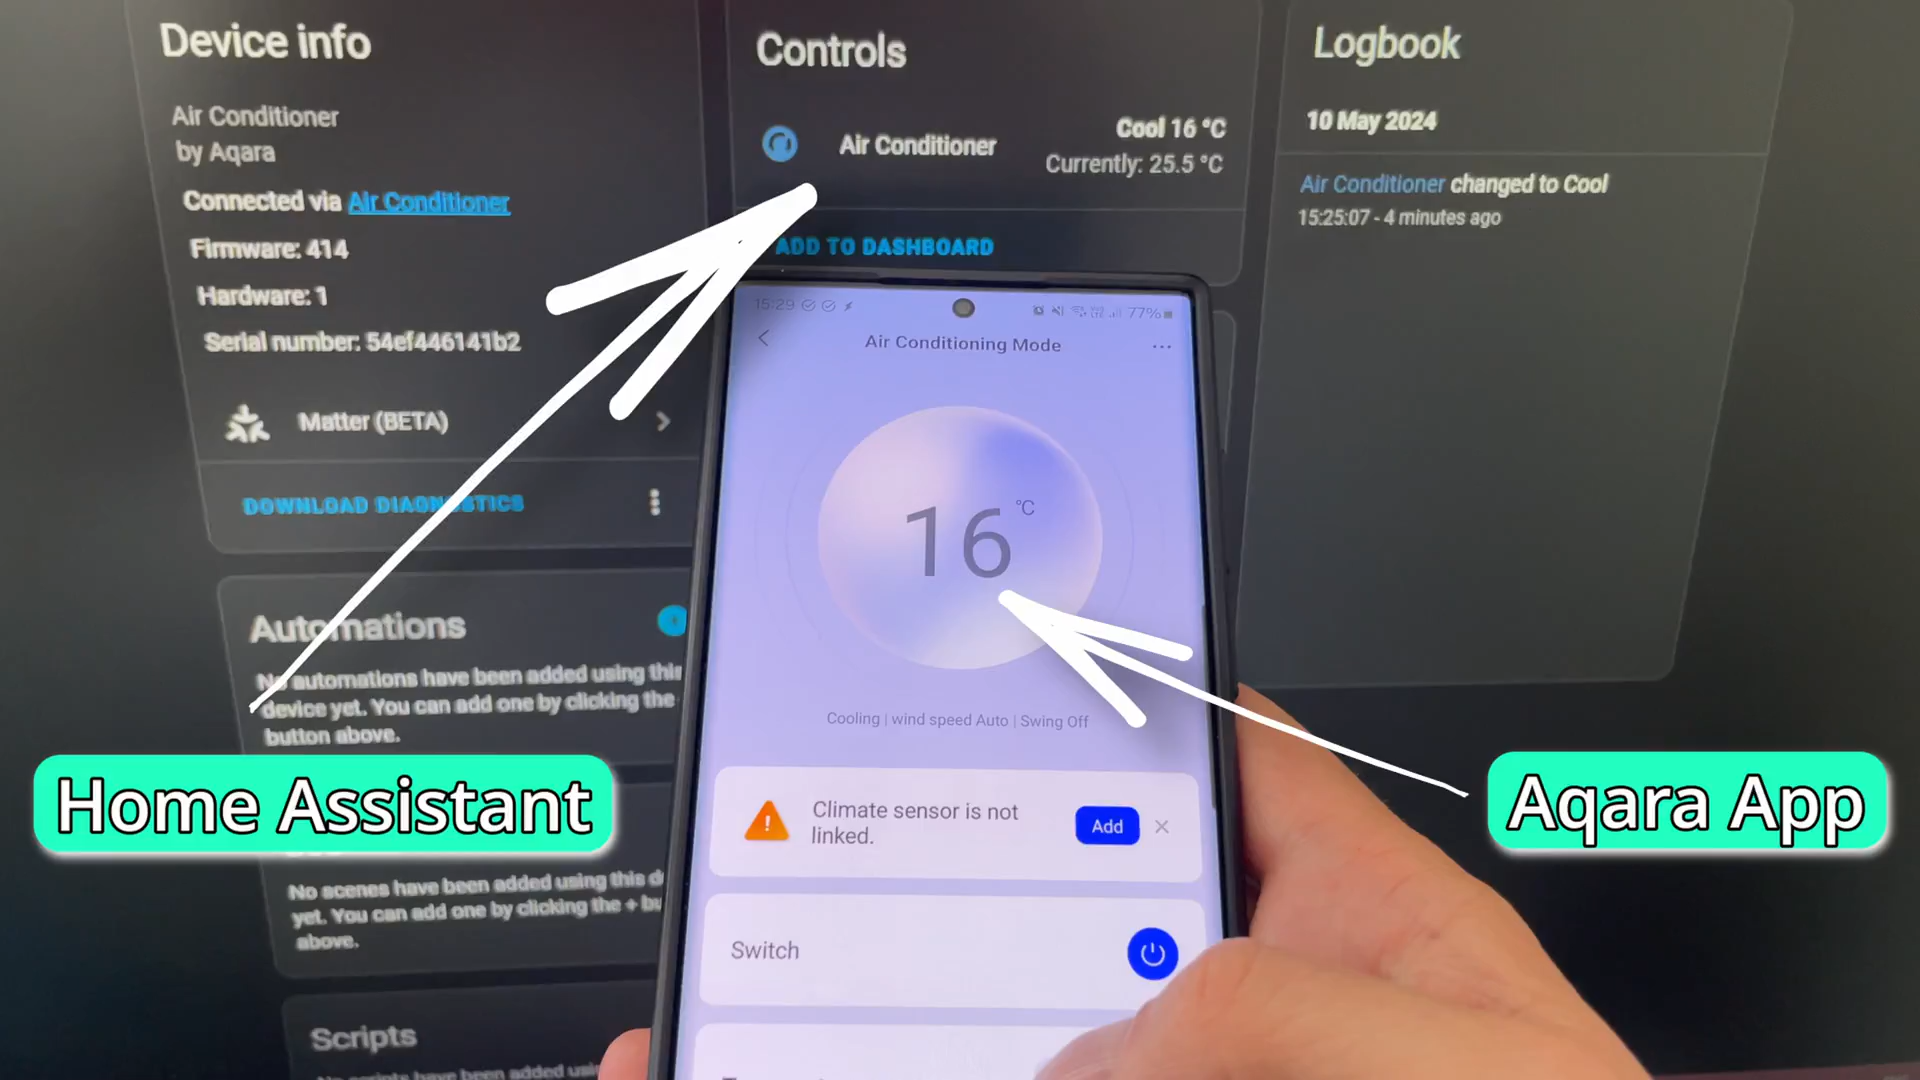 Device info
Air Conditioner
by Aqara
Connected via Air Conditioner
Firmware: 414
Hardware: 1
Serial number: 54ef446141b2
Matter (BETA)
DOWNLOAD DIAGNOSTICS
Automations
No automations have been added using this
device yet. You can add one by clicking the
button above.
Home Assistant
No scenes have been added using this
yet. You can add one by clicking the +
above.
Scripts
Controls
Air Conditioner
Cool 16 °C
Currently: 25.5 °C
ADD TO DASHBOARD
Logbook
10 May 2024
Air Conditioner changed to Cool
15:25:07 - 4 minutes ago
15:29
77%
Air Conditioning Mode
16 °C
Cooling | wind speed Auto | Swing Off
Climate sensor is not
linked.
Add
Switch
Aqara App